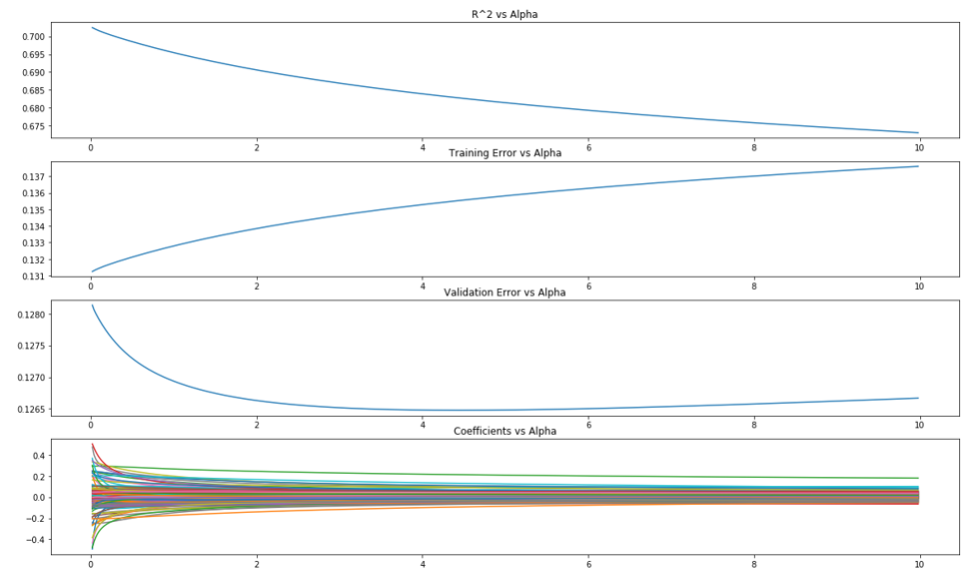 R^2 vs Alpha
0.700
0.695
0.690
0.685
0.680
0.675
0 2 4 6 8 10
Training Error vs Alpha
0.137
0.136
0.135
0.134
0.133
0.132
0.131
0 2 4 6 8 10
Validation Error vs Alpha
0.1280
0.1275
0.1270
0.1265
0 2 4 6 8 10
Coefficients vs Alpha
0.4
0.2
0.0
−0.2
−0.4
0 2 4 6 8 10